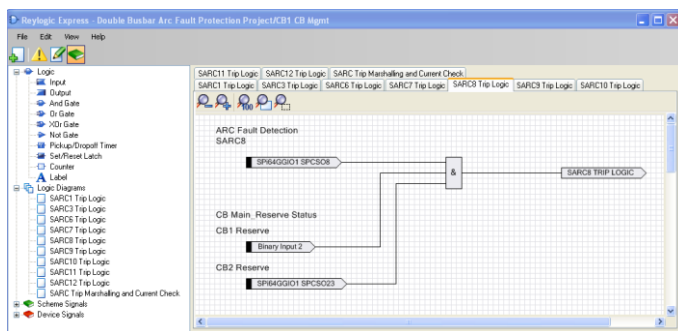 Reylogic Express - Double Busbar Arc Fault Protection Project/CB1 CB Mgmt
File Edit View Help
Logic
Input
Output
And Gate
Or Gate
XOr Gate
Not Gate
Pickup/Dropoff Timer
Set/Reset Latch
Counter
A Label
Logic Diagrams
SARC1 Trip Logic
SARC3 Trip Logic
SARC6 Trip Logic
SARC7 Trip Logic
SARC8 Trip Logic
SARC9 Trip Logic
SARC10 Trip Logic
SARC11 Trip Logic
SARC12 Trip Logic
SARC Trip Marshalling and Current Check
Scheme Signals
Device Signals
SARC11 Trip Logic SARC12 Trip Logic SARC Trip Marshalling and Current Check
SARC1 Trip Logic SARC3 Trip Logic SARC6 Trip Logic SARC7 Trip Logic SARC8 Trip Logic SARC9 Trip Logic SARC10 Trip Logic
100
ARC Fault Detection
SARC8
SPI64GGIO1 SPCSO8
&
SARC8 TRIP LOGIC
CB Main_Reserve Status
CB1 Reserve
Binary Input 2
CB2 Reserve
SPI64GGIO1 SPCSO23